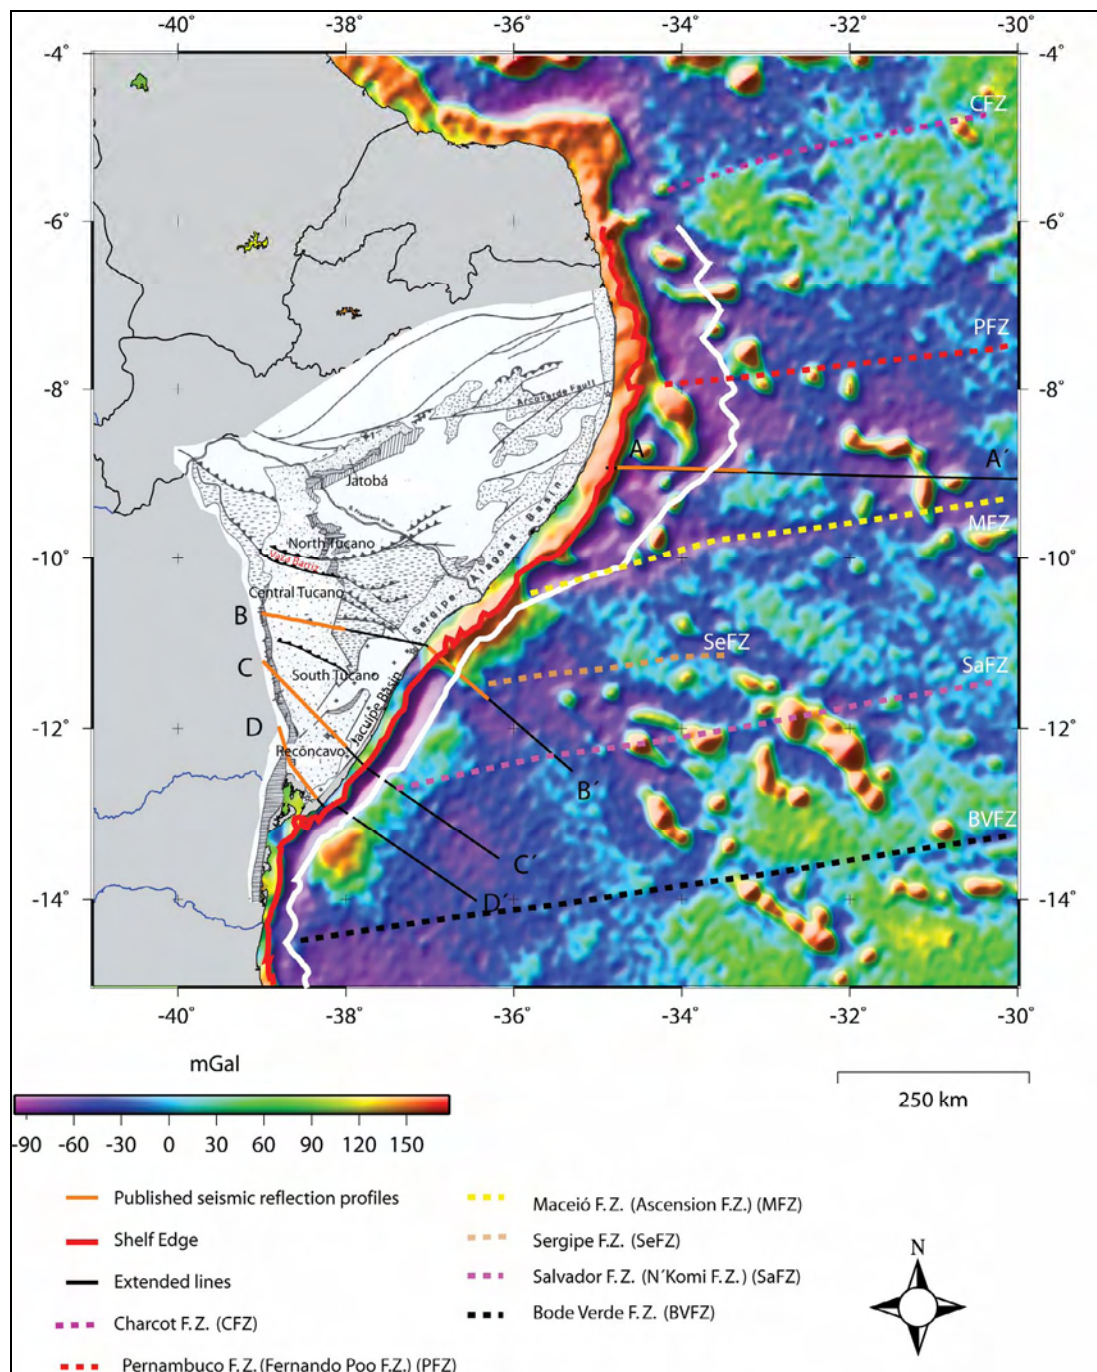 -40° -38° -36° -34° -32° -30°
-4° -4°
CFZ
-6° -6°
PFZ
-8° -8°
Arcoverde Fault
A A´
Jatobá
MFZ
North Tucano
Alagoas Basin
-10° -10°
Vaza Barriz
Central Tucano
Sergipe
B
SeFZ
C
SaFZ
South Tucano
Jacuipe Basin
-12° -12°
D
Recôncavo
B´
BVFZ
C´
-14° D´ -14°
-40° -38° -36° -34° -32° -30°
mGal
-90 -60 -30 0 30 60 90 120 150
250 km
Published seismic reflection profiles
Shelf Edge
Extended lines
Charcot F.Z. (CFZ)
Pernambuco F.Z.(Fernando Poo F.Z.) (PFZ)
Maceió F.Z. (Ascension F.Z.) (MFZ)
Sergipe F.Z. (SeFZ)
Salvador F.Z. (N´Komi F.Z.) (SaFZ)
Bode Verde F.Z. (BVFZ)
N